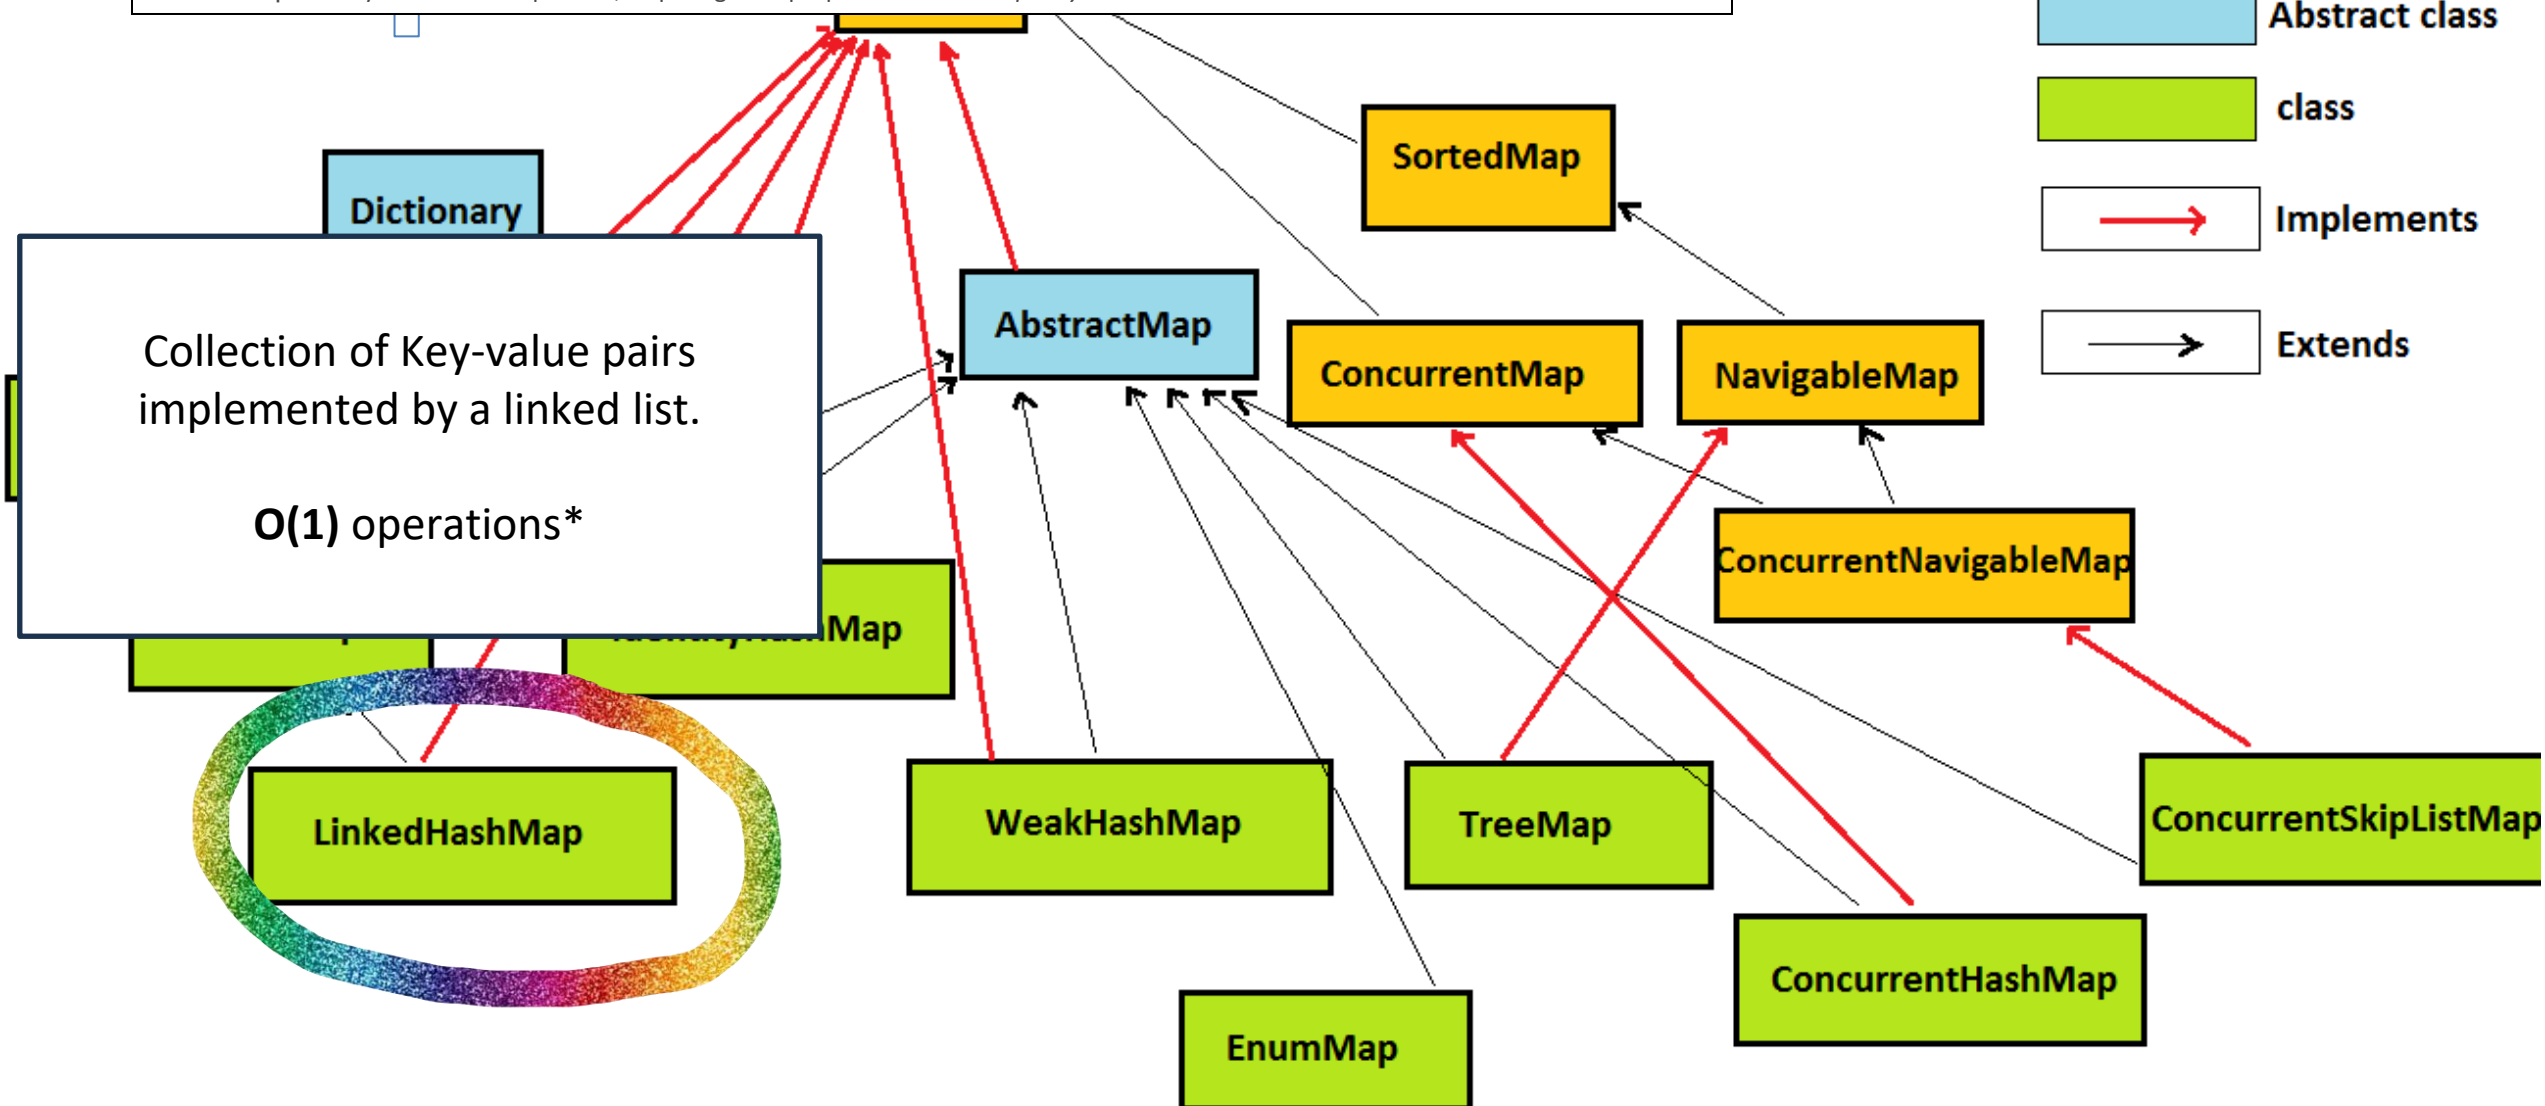 Abstract class
class
SortedMap
Dictionary
Implements
AbstractMap
Extends
Collection of Key-value pairs
implemented by a linked list.
ConcurrentMap
NavigableMap
O(1) operations*
ConcurrentNavigableMap
LinkedHashMap
WeakHashMap
TreeMap
ConcurrentSkipListMap
ConcurrentHashMap
EnumMap